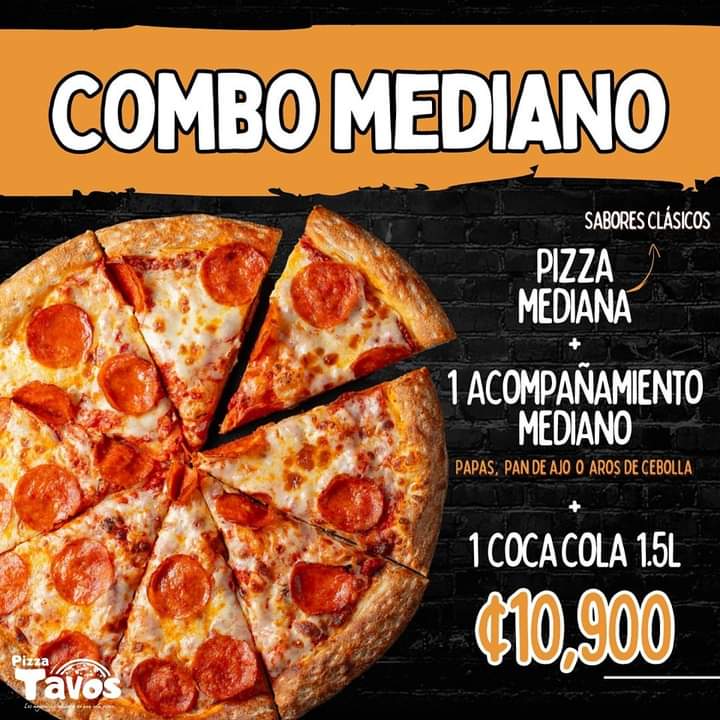 COMBO MEDIANO
SABORES CLÁSICOS
PIZZA
MEDIANA
+
1 ACOMPAÑAMIENTO
MEDIANO
PAPAS, PAN DE AJO O AROS DE CEBOLLA
+
1 COCA COLA 1.5L
₡10,900
Pizza
Tavos